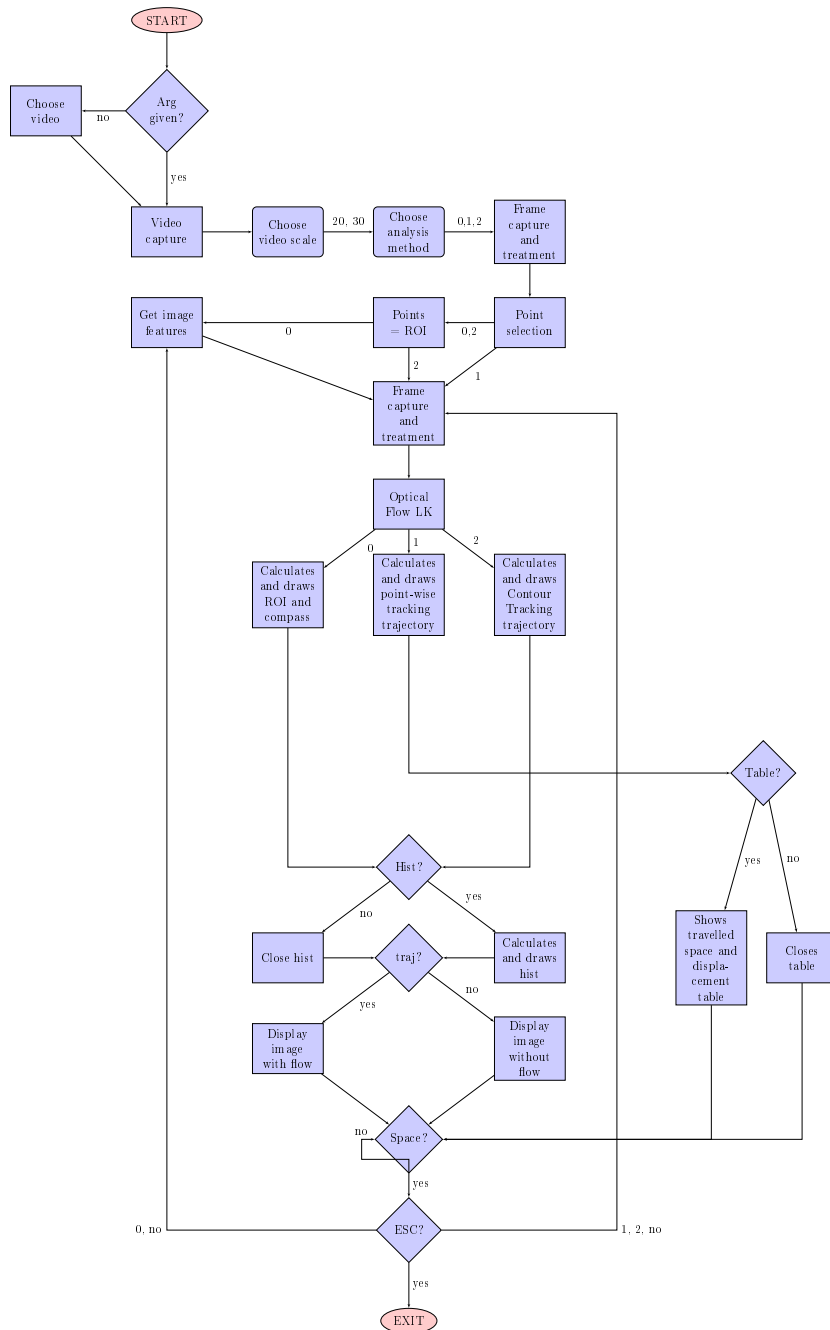 START
Arg
given?
no
Choose
video
yes
Video
capture
Choose
video scale
20, 30
Choose
analysis
method
0,1,2
Frame
capture
and
treatment
Get image
features
0
Points
= ROI
0,2
Point
selection
2
1
Frame
capture
and
treatment
Optical
Flow LK
0
1
2
Calculates
and draws
ROI and
compass
Calculates
and draws
point-wise
tracking
trajectory
Calculates
and draws
Contour
Tracking
trajectory
Table?
yes
no
Hist?
no
yes
Shows
travelled
space and
displa-
cement
table
Closes
table
Close hist
traj?
Calculates
and draws
hist
yes
no
Display
image
with flow
Display
image
without
flow
no
Space?
yes
0, no
ESC?
1, 2, no
yes
EXIT